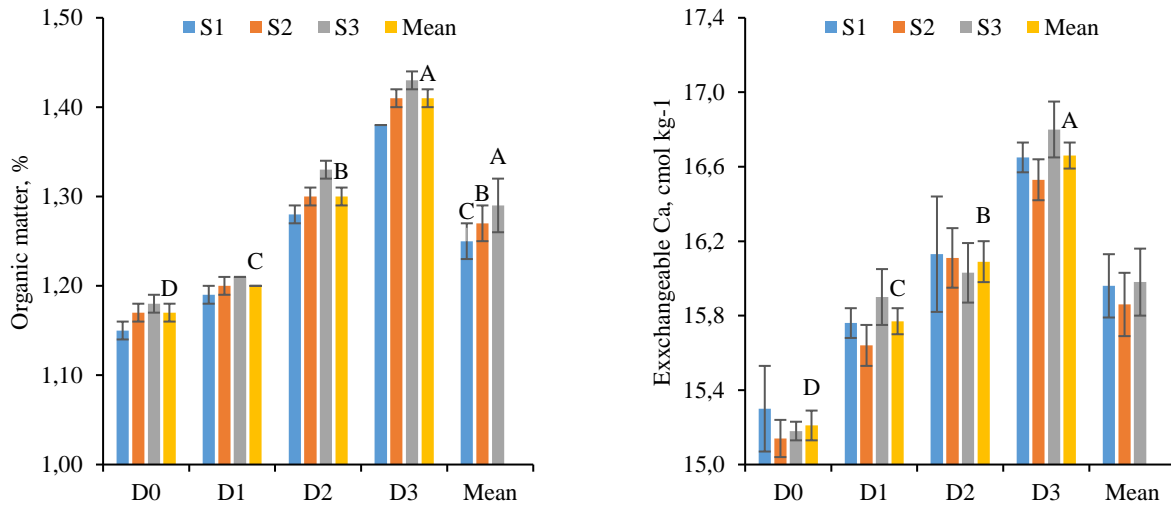 1,50
S1 S2 S3 Mean
1,40
1,30
1,20
1,10
1,00
Organic matter, %
D
C
B
A
C
B
A
D0 D1 D2 D3 Mean
17,4
S1 S2 S3 Mean
17,0
16,6
16,2
15,8
15,4
15,0
Exxchangeable Ca, cmol kg-1
D
C
B
A
D0 D1 D2 D3 Mean